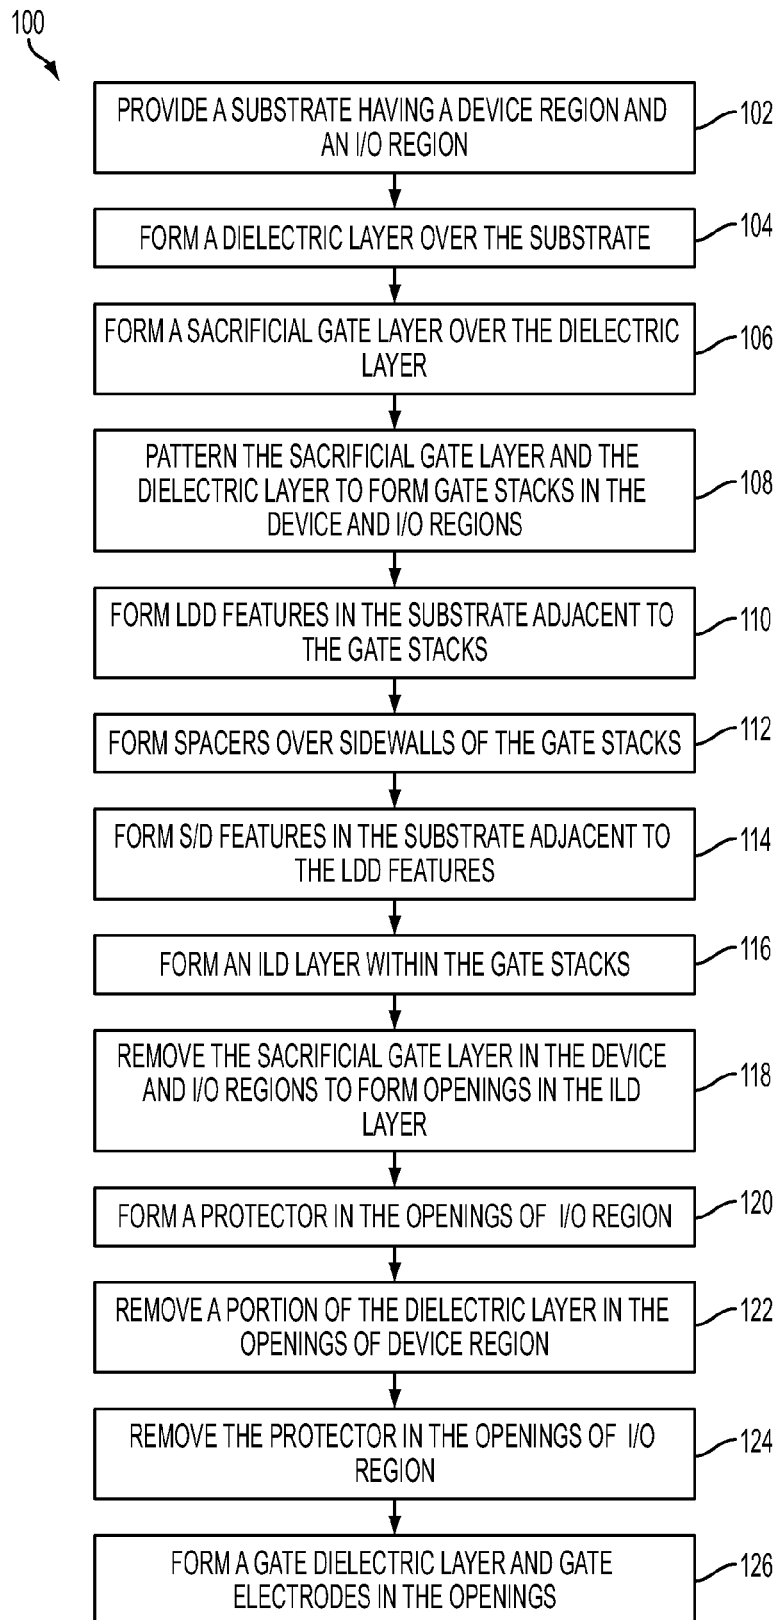 100
PROVIDE A SUBSTRATE HAVING A DEVICE REGION AND
AN I/O REGION
102
FORM A DIELECTRIC LAYER OVER THE SUBSTRATE
104
FORM A SACRIFICIAL GATE LAYER OVER THE DIELECTRIC
LAYER
106
PATTERN THE SACRIFICIAL GATE LAYER AND THE
DIELECTRIC LAYER TO FORM GATE STACKS IN THE
DEVICE AND I/O REGIONS
108
FORM LDD FEATURES IN THE SUBSTRATE ADJACENT TO
THE GATE STACKS
110
FORM SPACERS OVER SIDEWALLS OF THE GATE STACKS
112
FORM S/D FEATURES IN THE SUBSTRATE ADJACENT TO
THE LDD FEATURES
114
FORM AN ILD LAYER WITHIN THE GATE STACKS
116
REMOVE THE SACRIFICIAL GATE LAYER IN THE DEVICE
AND I/O REGIONS TO FORM OPENINGS IN THE ILD
LAYER
118
FORM A PROTECTOR IN THE OPENINGS OF I/O REGION
120
REMOVE A PORTION OF THE DIELECTRIC LAYER IN THE
OPENINGS OF DEVICE REGION
122
REMOVE THE PROTECTOR IN THE OPENINGS OF I/O
REGION
124
FORM A GATE DIELECTRIC LAYER AND GATE
ELECTRODES IN THE OPENINGS
126